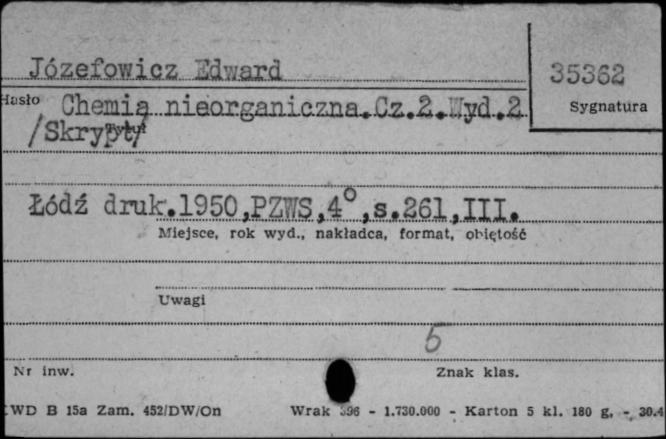 Józefowicz Edward
35362
Hasło Chemia nieorganiczna.Cz.2.Wyd.2
Sygnatura
/Skrypt/
Tytuł
Łódź druk.1950,PZWS,4°,s.261,III.
Miejsce, rok wyd., nakładca, format, objętość
Uwagi
5
Nr inw.
Znak klas.
WD B 15a Zam. 452/DW/On Wrak 396 - 1.730.000 - Karton 5 kl. 180 g. - 30.4